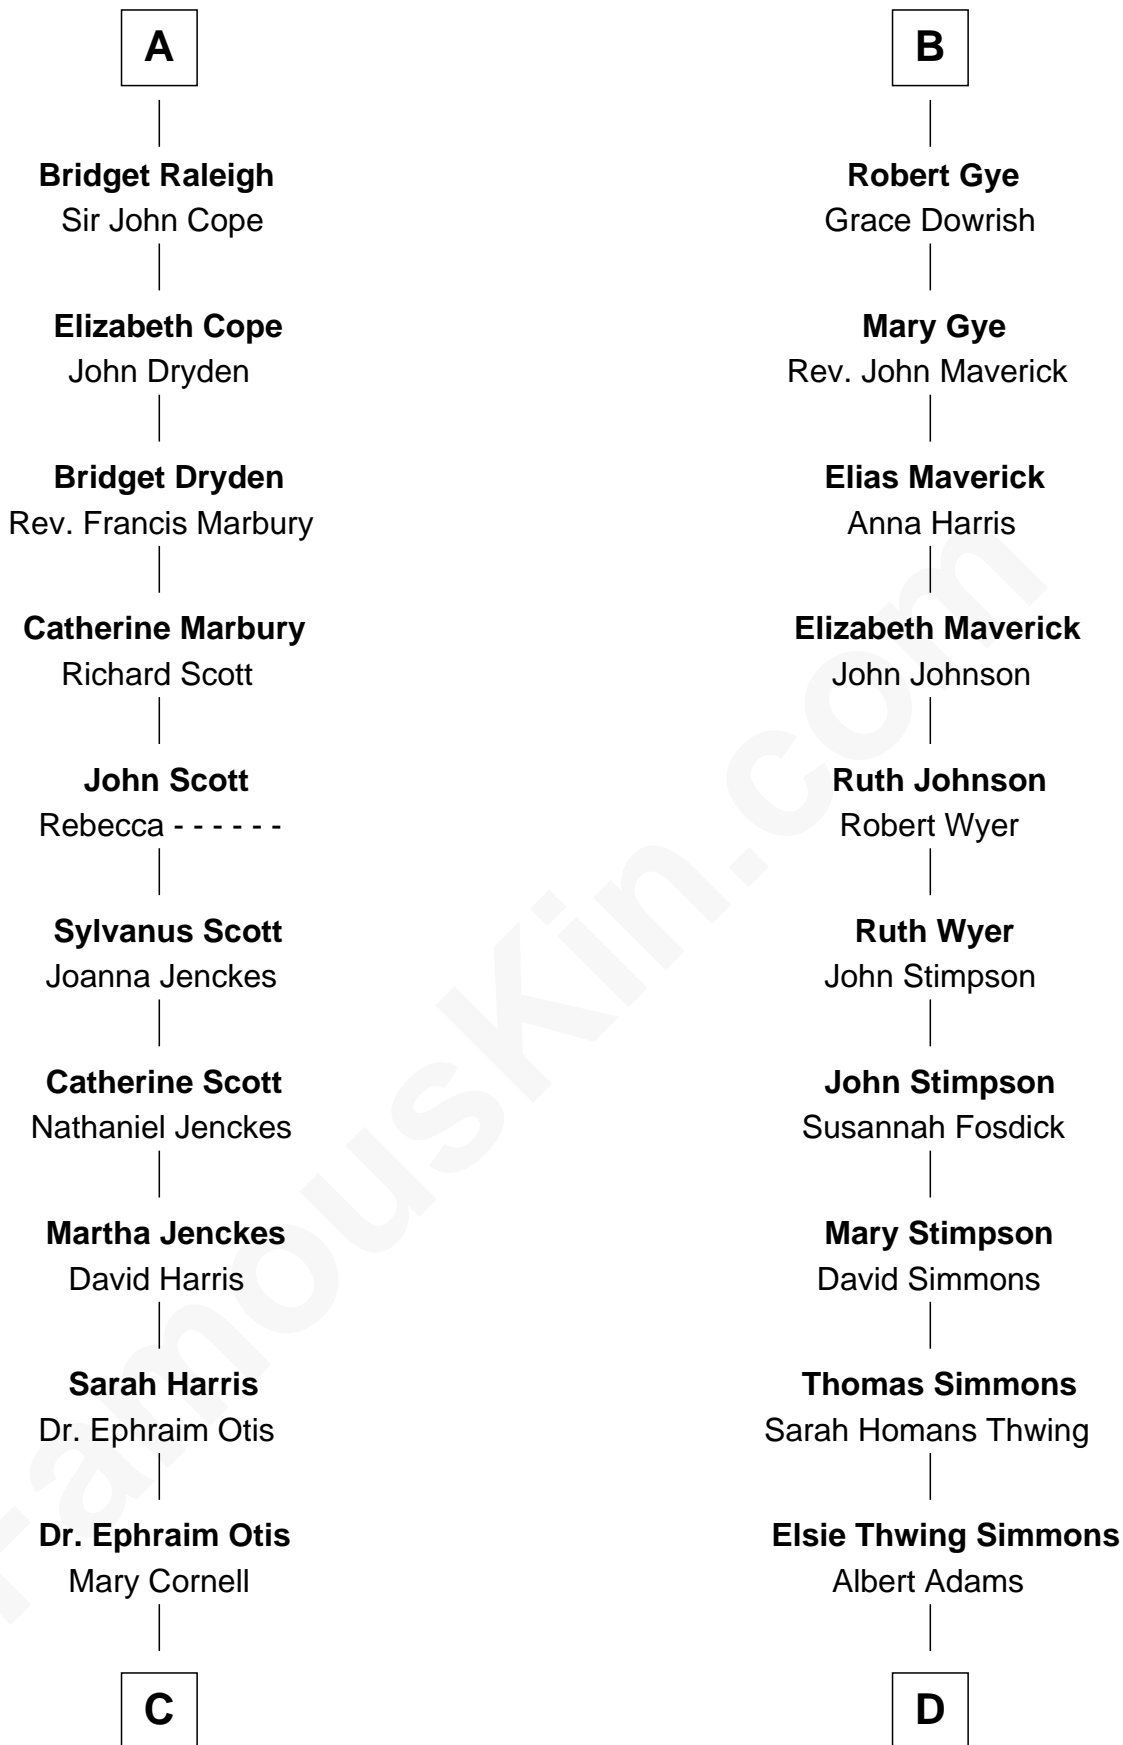 A
Bridget Raleigh
Sir John Cope
Elizabeth Cope
John Dryden
Bridget Dryden
Rev. Francis Marbury
Catherine Marbury
Richard Scott
John Scott
Rebecca - - - - - -
Sylvanus Scott
Joanna Jenckes
Catherine Scott
Nathaniel Jenckes
Martha Jenckes
David Harris
Sarah Harris
Dr. Ephraim Otis
Dr. Ephraim Otis
Mary Cornell
C
B
Robert Gye
Grace Dowrish
Mary Gye
Rev. John Maverick
Elias Maverick
Anna Harris
Elizabeth Maverick
John Johnson
Ruth Johnson
Robert Wyer
Ruth Wyer
John Stimpson
John Stimpson
Susannah Fosdick
Mary Stimpson
David Simmons
Thomas Simmons
Sarah Homans Thwing
Elsie Thwing Simmons
Albert Adams
D
FamousKin.com